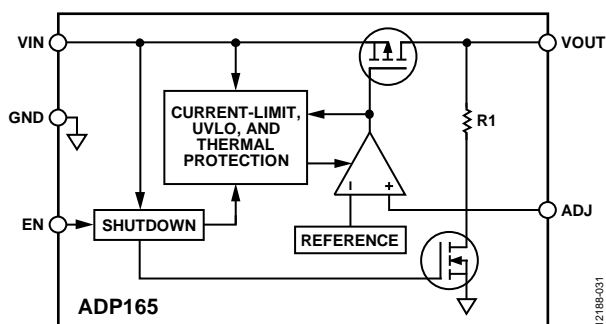 VIN
VOUT
GND
CURRENT-LIMIT,
UVLO, AND
THERMAL
PROTECTION
R1
EN
SHUTDOWN
REFERENCE
ADJ
ADP165
12188-031